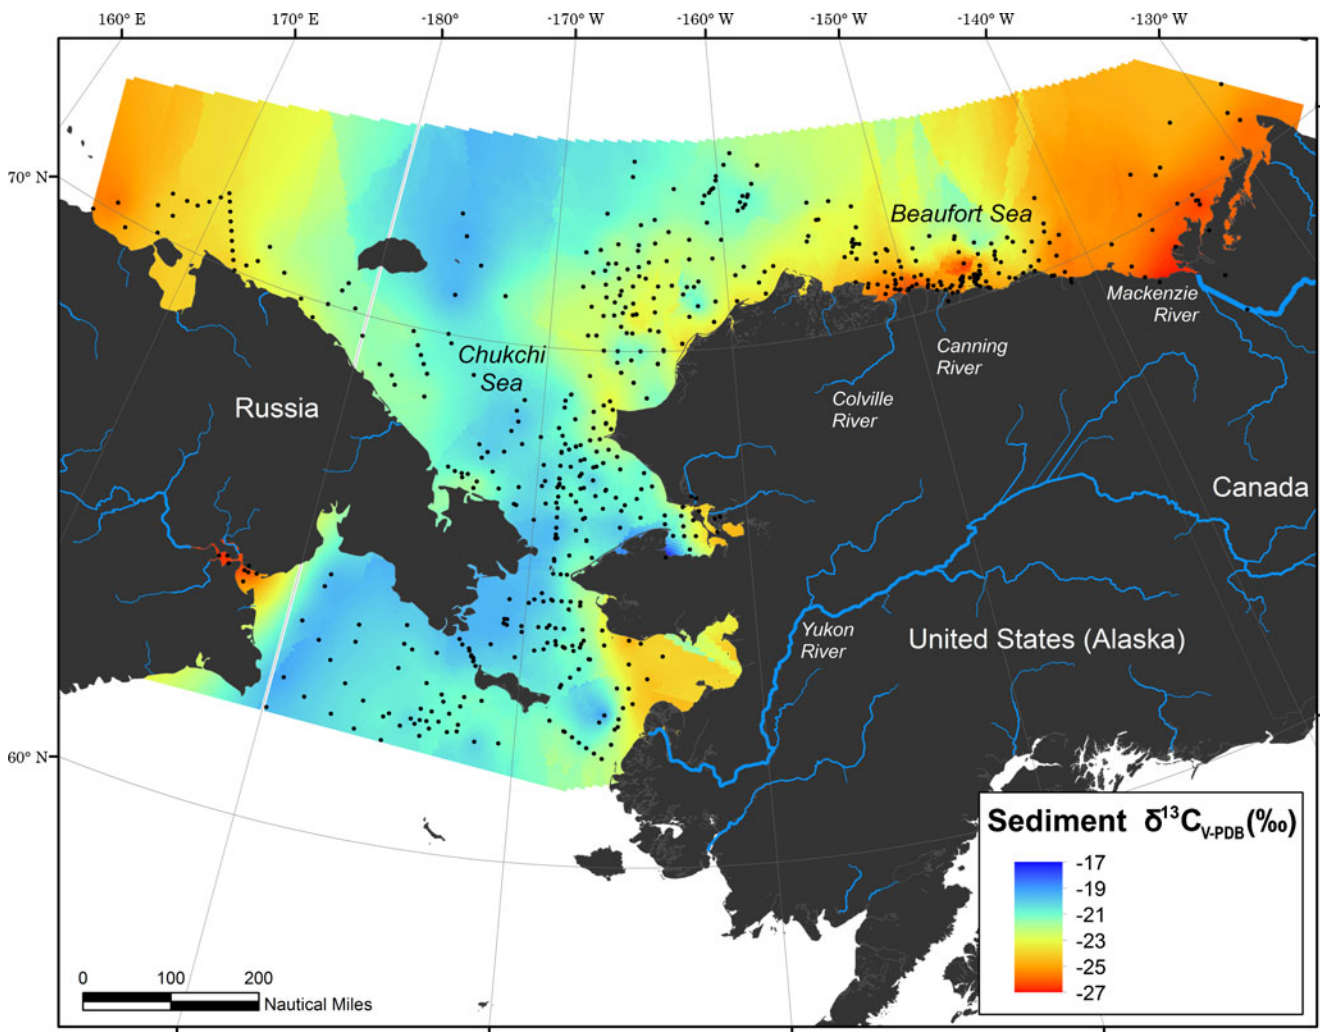 160° E
170° E
-180°
-170° W
-160° W
-150° W
-140° W
-130° W
70° N
60° N
Beaufort Sea
Chukchi
Sea
Russia
Mackenzie
River
Canning
River
Colville
River
Canada
Yukon
River
United States (Alaska)
Sediment δ¹³C V-PDB (‰)
-17
-19
-21
-23
-25
-27
0 100 200
Nautical Miles